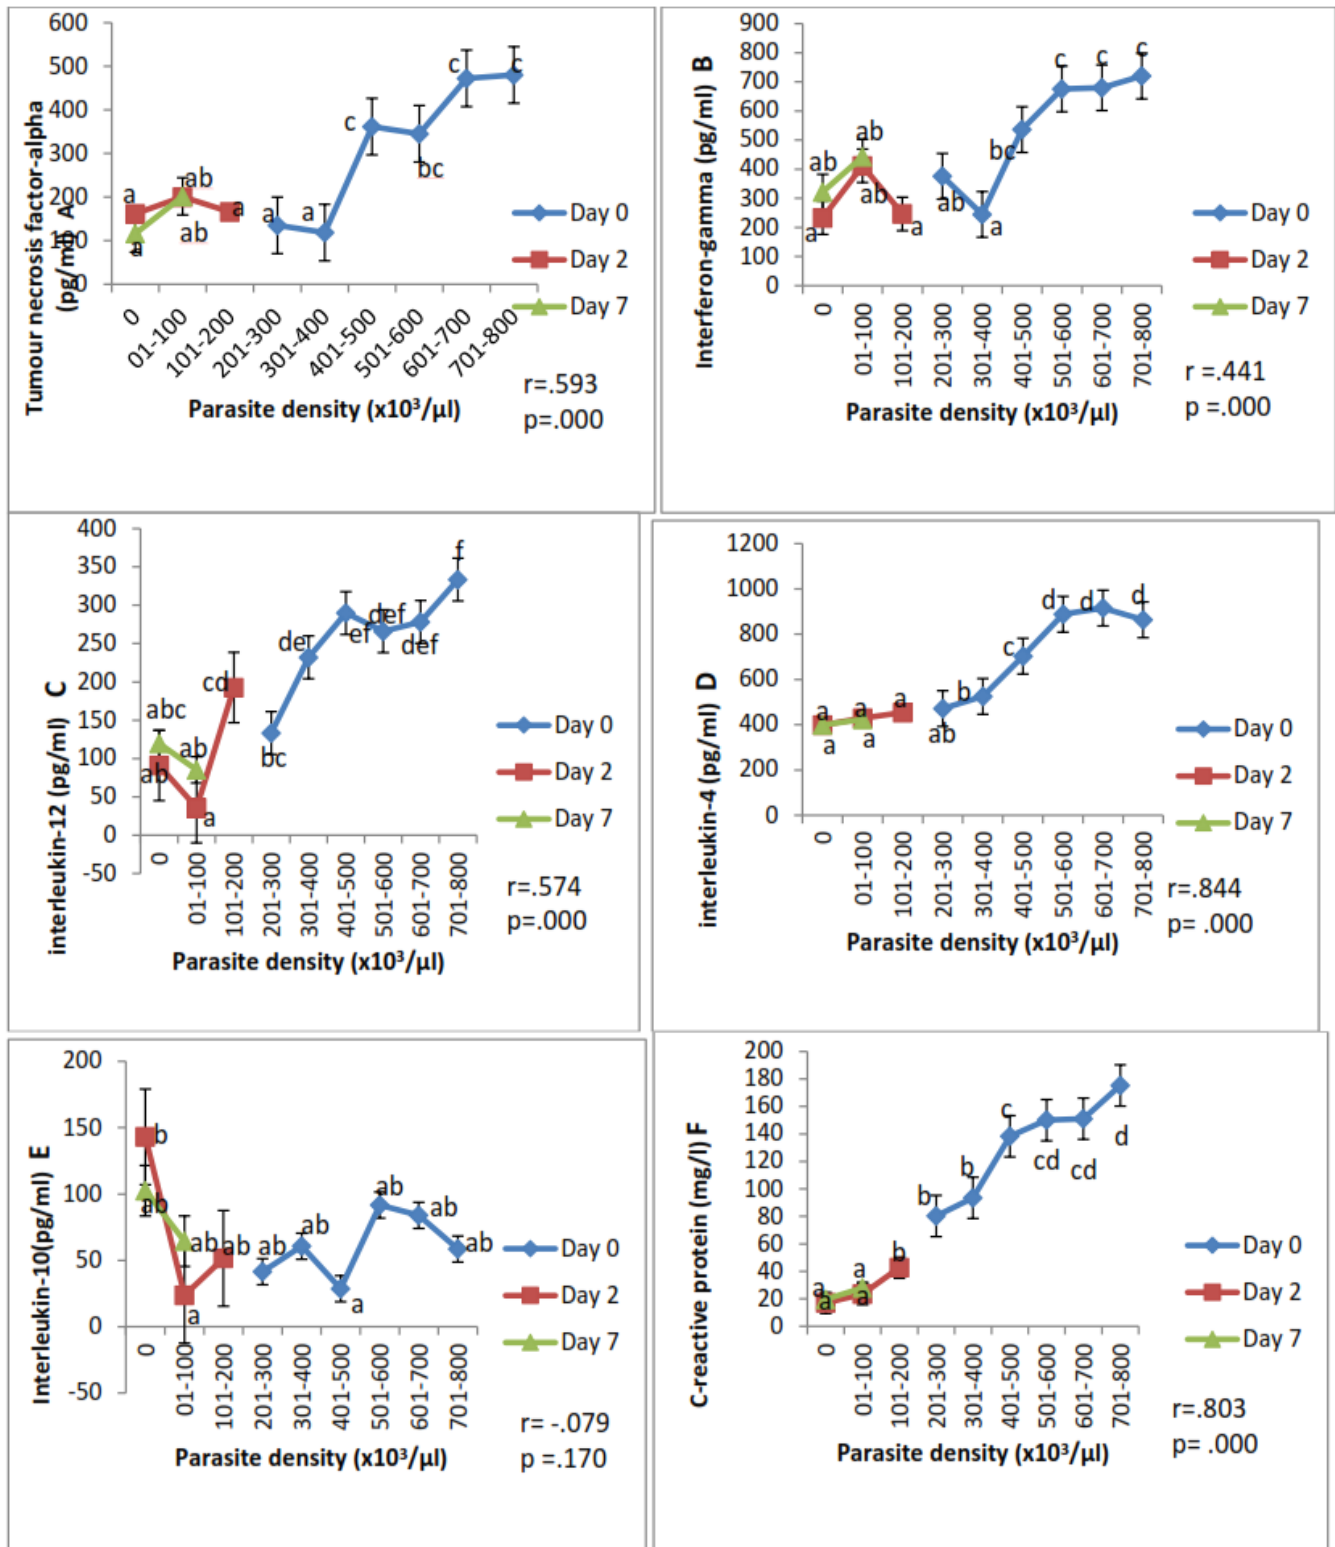 600
500
400
300
200
100
0
Tumour necrosis factor-alpha
(pg/ml) A
a
ab
a
a
ab
a
a
c
bc
c
c
Day 0
Day 2
Day 7
0
01-100
101-200
201-300
301-400
401-500
501-600
601-700
701-800
Parasite density (x10³/µl)
r=.593
p=.000
900
800
700
600
500
400
300
200
100
0
Interferon-gamma (pg/ml) B
ab
ab
a
ab
a
ab
a
bc
c
c
c
Day 0
Day 2
Day 7
0
01-100
101-200
201-300
301-400
401-500
501-600
601-700
701-800
Parasite density (x10³/µl)
r =.441
p =.000
400
350
300
250
200
150
100
50
0
-50
interleukin-12 (pg/ml) C
abc
ab
ab
a
cd
bc
de
ef
def
def
f
Day 0
Day 2
Day 7
0
01-100
101-200
201-300
301-400
401-500
501-600
601-700
701-800
Parasite density (x10³/µl)
r=.574
p=.000
1200
1000
800
600
400
200
0
interleukin-4 (pg/ml) D
a
a
a
a
a
ab
b
c
d
d
d
Day 0
Day 2
Day 7
0
01-100
101-200
201-300
301-400
401-500
501-600
601-700
701-800
Parasite density (x10³/µl)
r=.844
p= .000
200
150
100
50
0
-50
Interleukin-10(pg/ml) E
b
ab
ab
a
ab
ab
ab
a
ab
ab
ab
Day 0
Day 2
Day 7
0
01-100
101-200
201-300
301-400
401-500
501-600
601-700
701-800
Parasite density (x10³/µl)
r= -.079
p =.170
200
180
160
140
120
100
80
60
40
20
0
C-reactive protein (mg/l) F
a
a
a
a
b
b
b
c
cd
cd
d
Day 0
Day 2
Day 7
0
01-100
101-200
201-300
301-400
401-500
501-600
601-700
701-800
Parasite density (x10³/µl)
r=.803
p= .000